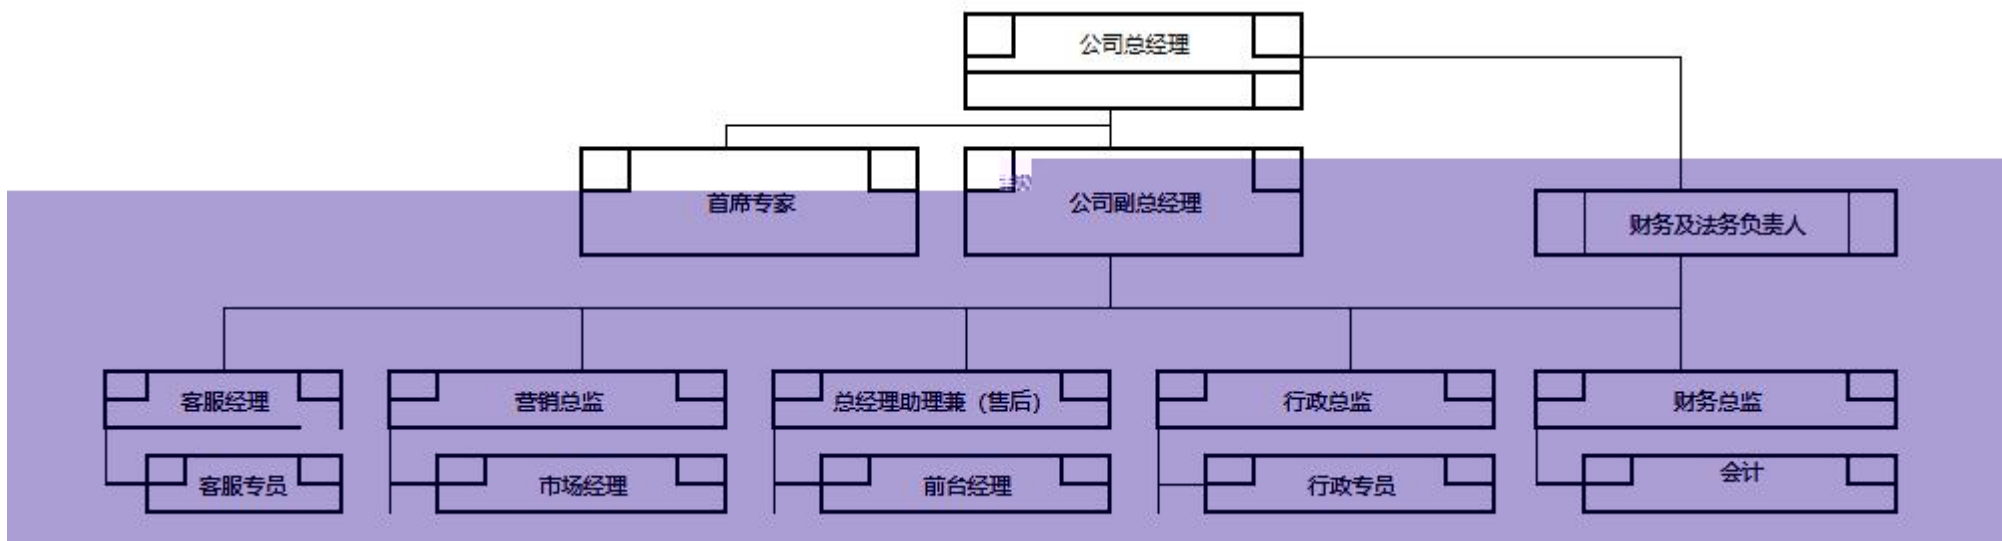 公司总经理
首席专家
公司副总经理
财务及法务负责人
客服经理
营销总监
总经理助理兼（售后）
行政总监
财务总监
客服专员
市场经理
前台经理
行政专员
会计